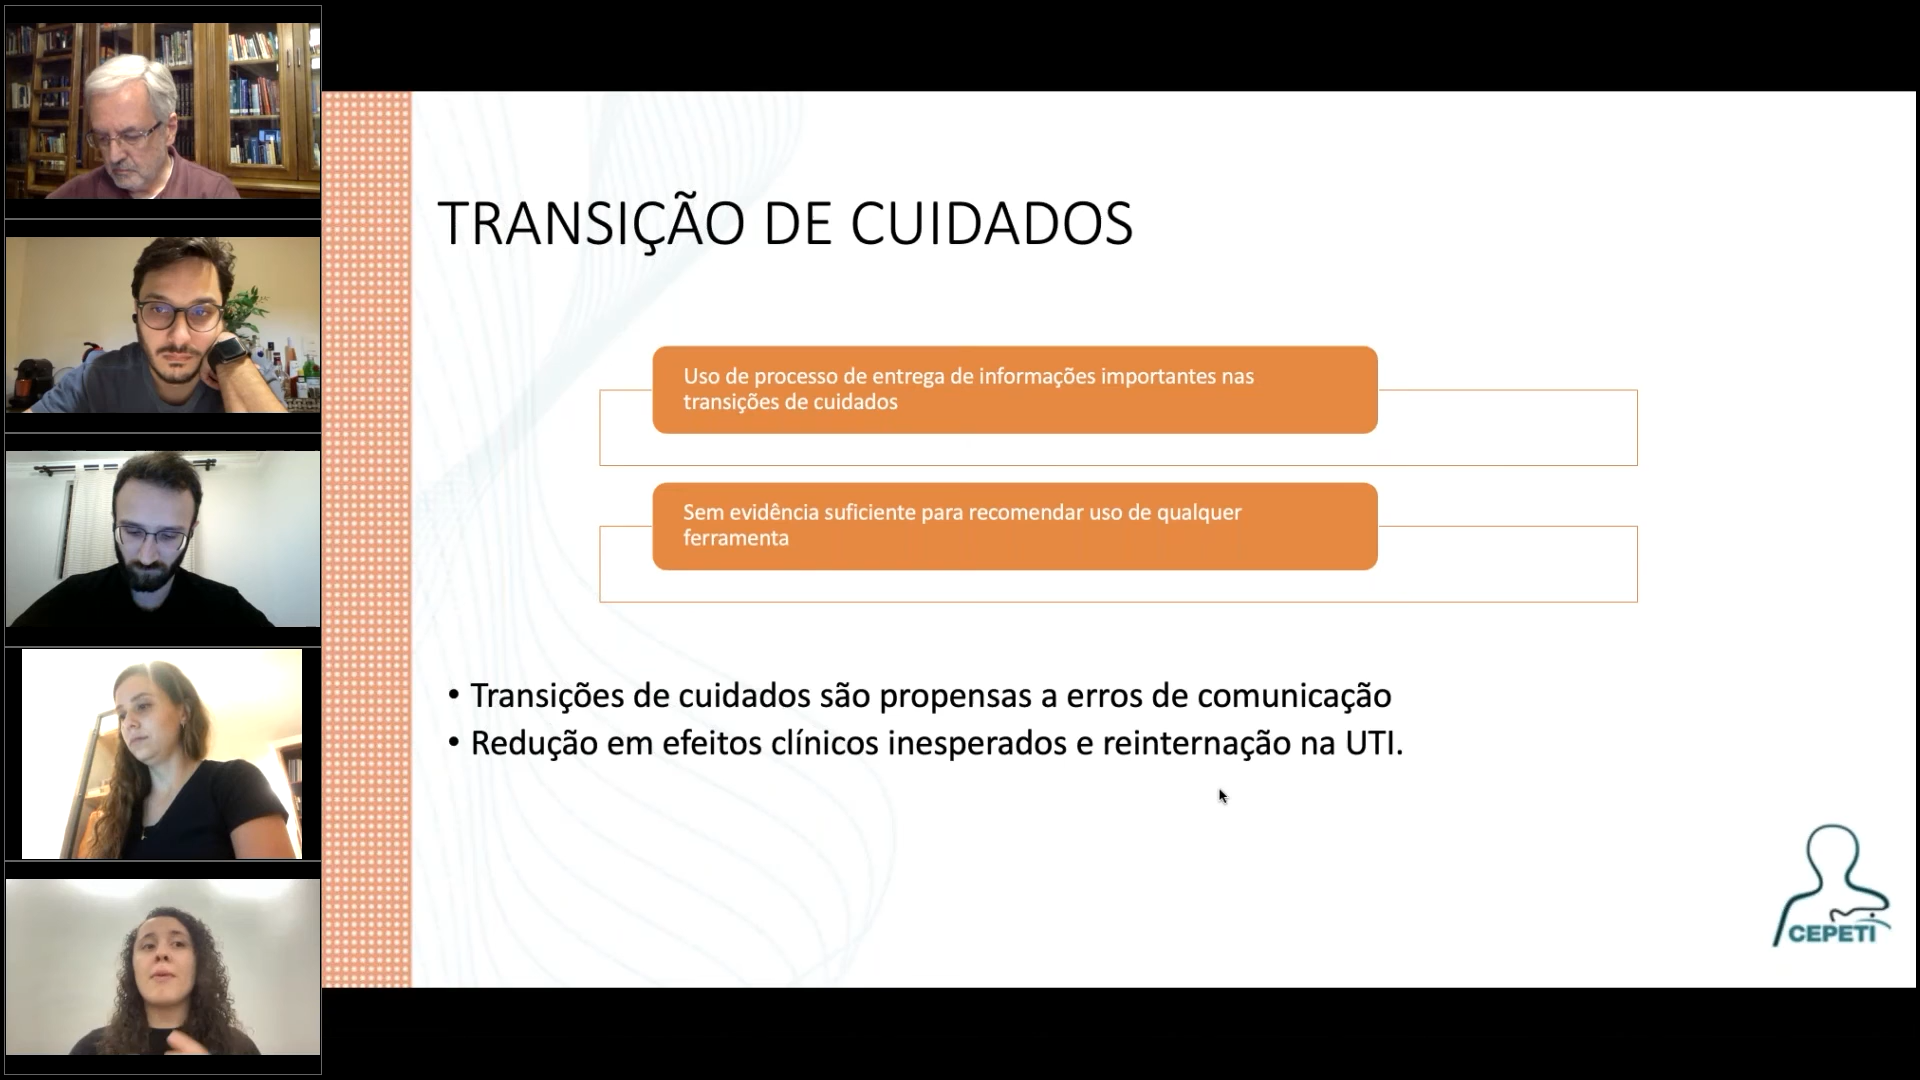 TRANSIÇÃO DE CUIDADOS
Uso de processo de entrega de informações importantes nas
transições de cuidados
Sem evidência suficiente para recomendar uso de qualquer
ferramenta
• Transições de cuidados são propensas a erros de comunicação
• Redução em efeitos clínicos inesperados e reinternação na UTI.
CEPETI